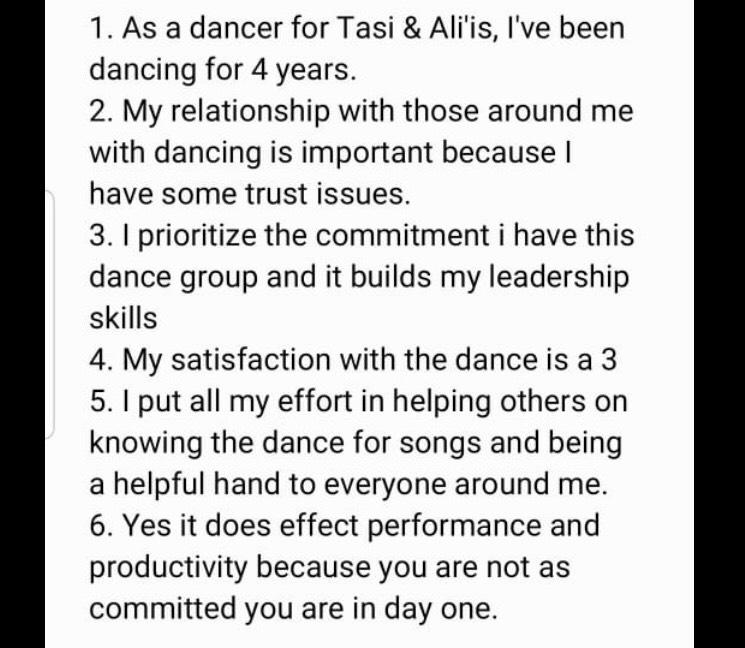 1. As a dancer for Tasi & Ali'is, I've been
dancing for 4 years.
2. My relationship with those around me
with dancing is important because I
have some trust issues.
3. I prioritize the commitment i have this
dance group and it builds my leadership
skills
4. My satisfaction with the dance is a 3
5. I put all my effort in helping others on
knowing the dance for songs and being
a helpful hand to everyone around me.
6. Yes it does effect performance and
productivity because you are not as
committed you are in day one.